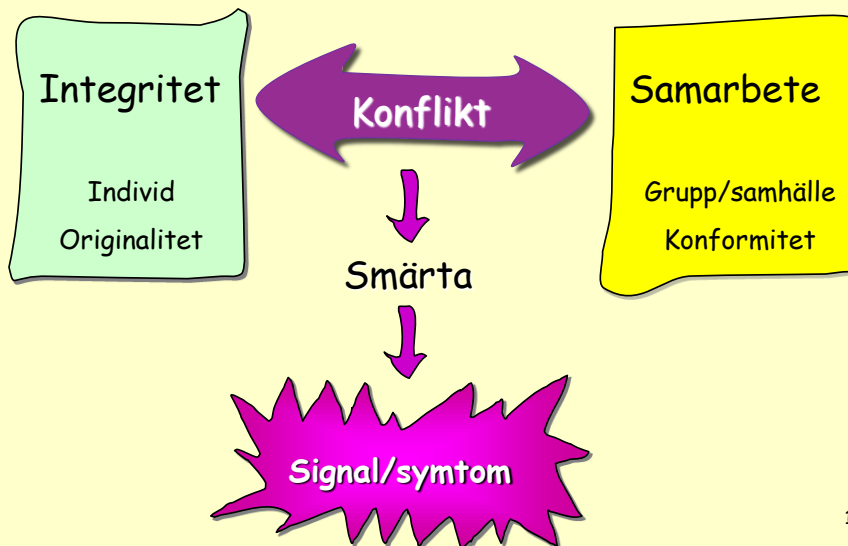 Integritet
Individ
Originalitet
Konflikt
Samarbete
Grupp/samhälle
Konformitet
Smärta
Signal/symtom